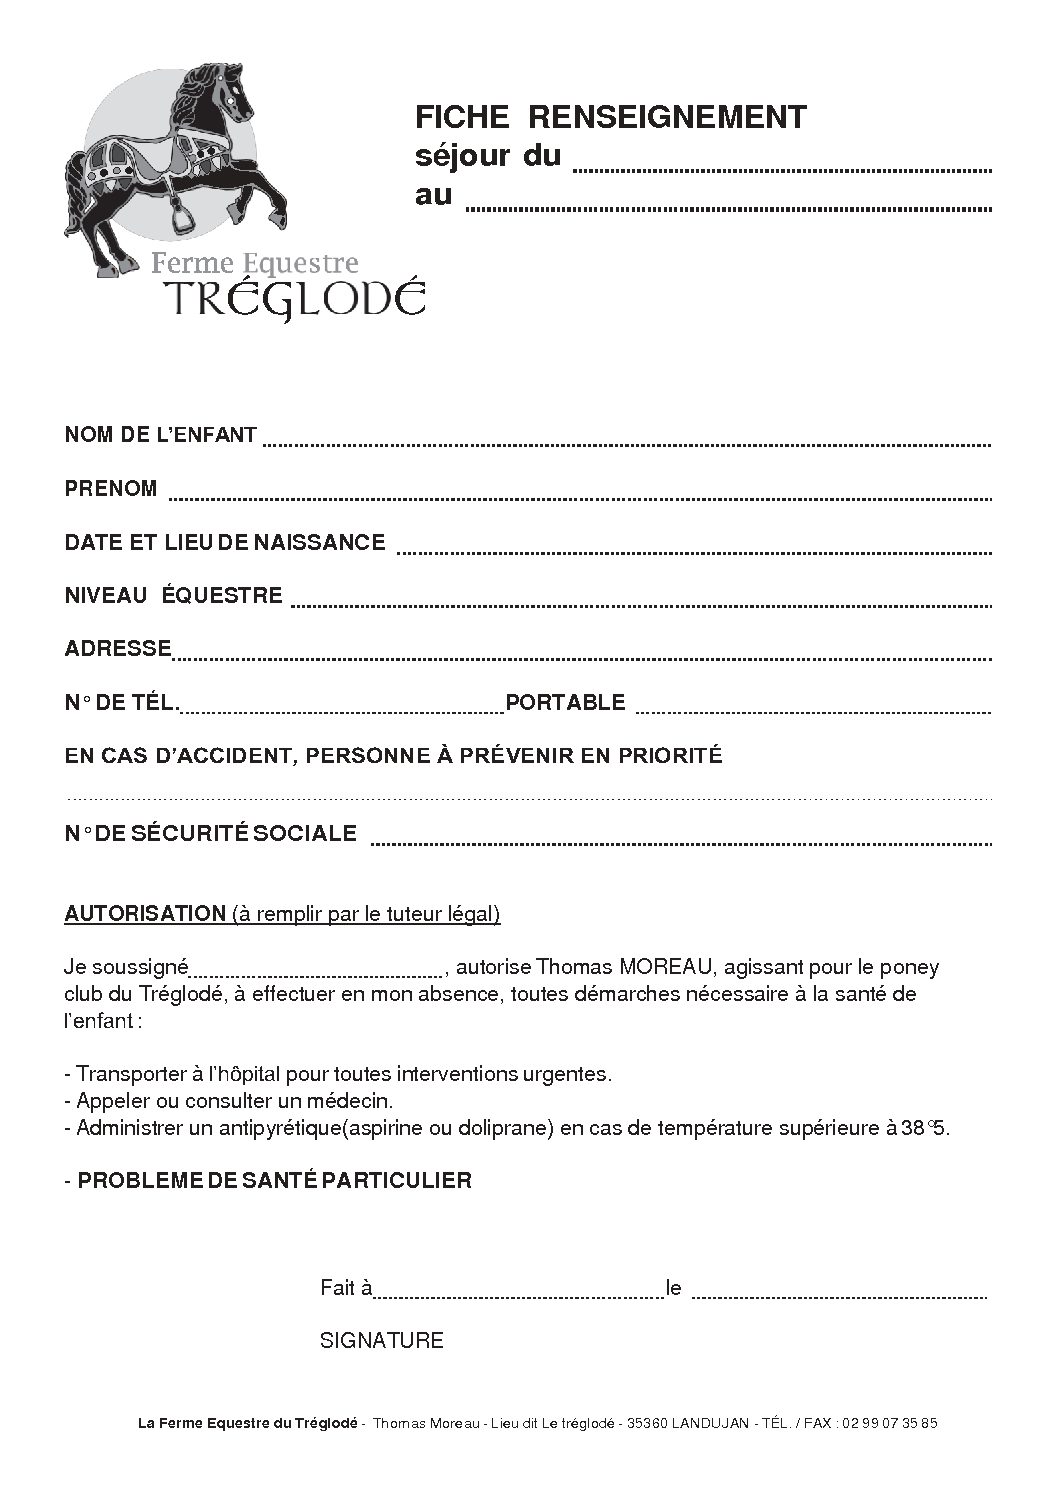 FICHE RENSEIGNEMENT
séjour du
au
Ferme Equestre
TRÉGLODÉ
NOM DE L'ENFANT
PRENOM
DATE ET LIEU DE NAISSANCE
NIVEAU ÉQUESTRE
ADRESSE
N° DE TÉL. PORTABLE
EN CAS D'ACCIDENT, PERSONNE À PRÉVENIR EN PRIORITÉ
N° DE SÉCURITÉ SOCIALE
AUTORISATION (à remplir par le tuteur légal)
Je soussigné , autorise Thomas MOREAU, agissant pour le poney
club du Tréglodé, à effectuer en mon absence, toutes démarches nécessaire à la santé de
l'enfant :
- Transporter à l'hôpital pour toutes interventions urgentes.
- Appeler ou consulter un médecin.
- Administrer un antipyrétique(aspirine ou doliprane) en cas de température supérieure à 38°5.
- PROBLEME DE SANTÉ PARTICULIER
Fait à le
SIGNATURE
La Ferme Equestre du Tréglodé - Thomas Moreau - Lieu dit Le tréglodé - 35360 LANDUJAN - TÉL. / FAX : 02 99 07 35 85